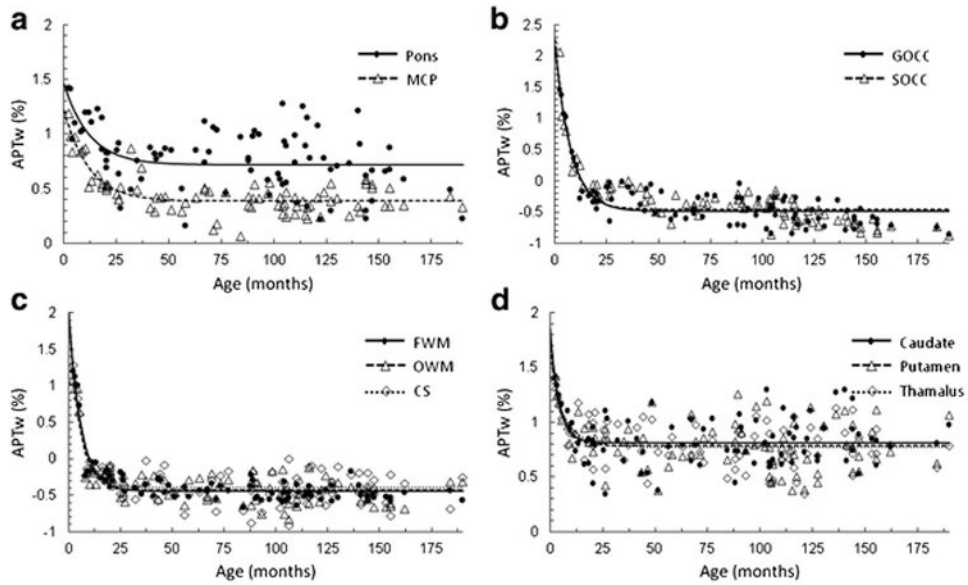 a
2
1.5
1
0.5
0
APTw (%)
Pons
MCP
0 25 50 75 100 125 150 175
Age (months)
b
2.5
2
1.5
1
0.5
0
-0.5
-1
APTw (%)
GOCC
SOCC
0 25 50 75 100 125 150 175
Age (months)
c
2
1.5
1
0.5
0
-0.5
-1
APTw (%)
FWM
OWM
CS
0 25 50 75 100 125 150 175
Age (months)
d
2
1.5
1
0.5
0
APTw (%)
Caudate
Putamen
Thamalus
0 25 50 75 100 125 150 175
Age (months)